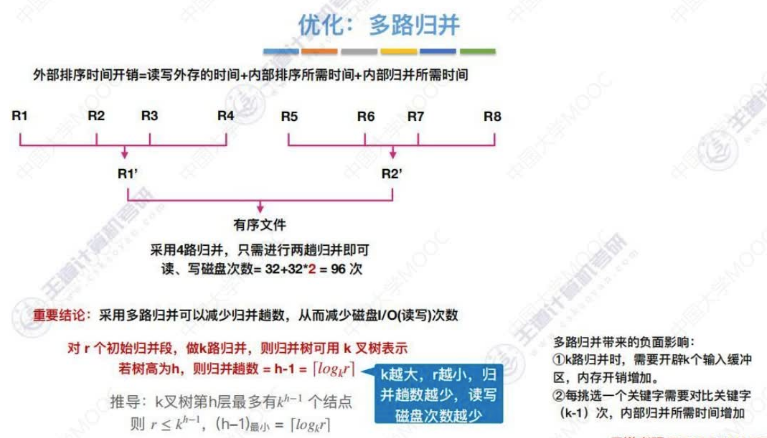 优化：多路归并
外部排序时间开销=读写外存的时间+内部排序所需时间+内部归并所需时间
R1 R2 R3 R4 R5 R6 R7 R8
R1' R2'
有序文件
采用4路归并，只需进行两趟归并即可
读、写磁盘次数= 32+32*2 = 96 次
重要结论：采用多路归并可以减少归并趟数，从而减少磁盘I/O(读写)次数
对 r 个初始归并段，做k路归并，则归并树可用 k 叉树表示
若树高为h，则归并趟数 = h-1 = ⌈logₖr⌉
推导：k叉树第h层最多有kʰ⁻¹ 个结点
则 r ≤ kʰ⁻¹，(h−1)最小 = ⌈logₖr⌉
k越大，r越小，归
并趟数越少，读写
磁盘次数越少
多路归并带来的负面影响：
①k路归并时，需要开辟k个输入缓冲
区，内存开销增加。
②每挑选一个关键字需要对比关键字
（k-1）次，内部归并所需时间增加
王道计算机考研
中国大学MOOC